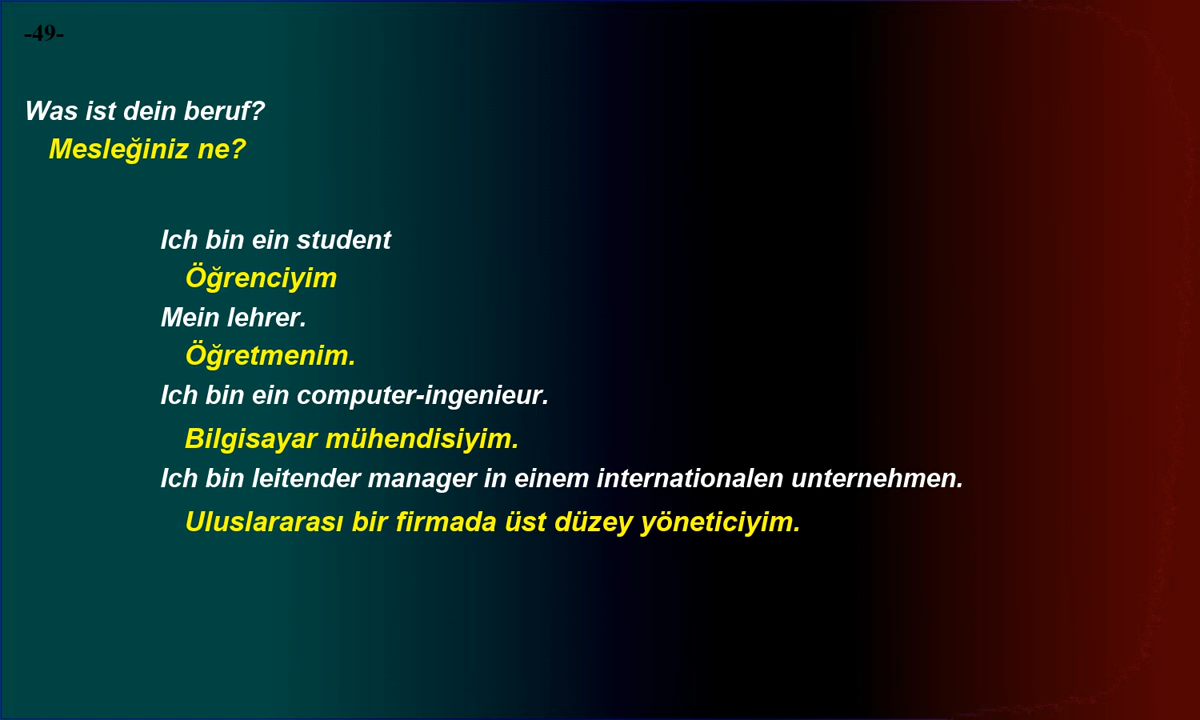 -49-
Was ist dein beruf?
Mesleğiniz ne?
Ich bin ein student
Öğrenciyim
Mein lehrer.
Öğretmenim.
Ich bin ein computer-ingenieur.
Bilgisayar mühendisiyim.
Ich bin leitender manager in einem internationalen unternehmen.
Uluslararası bir firmada üst düzey yöneticiyim.